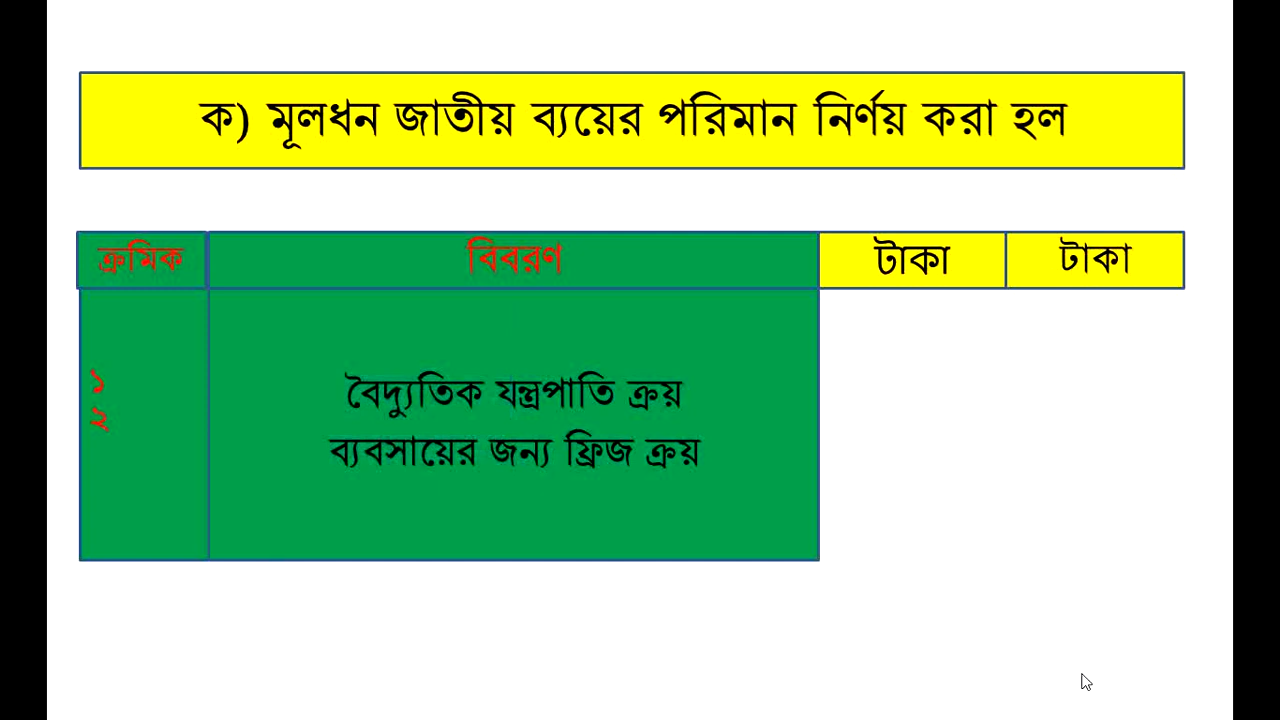 ক) মূলধন জাতীয় ব্যয়ের পরিমান নির্ণয় করা হল
ক্রমিক বিবরণ টাকা টাকা
১ বৈদ্যুতিক যন্ত্রপাতি ক্রয়
২ ব্যবসায়ের জন্য ফ্রিজ ক্রয়